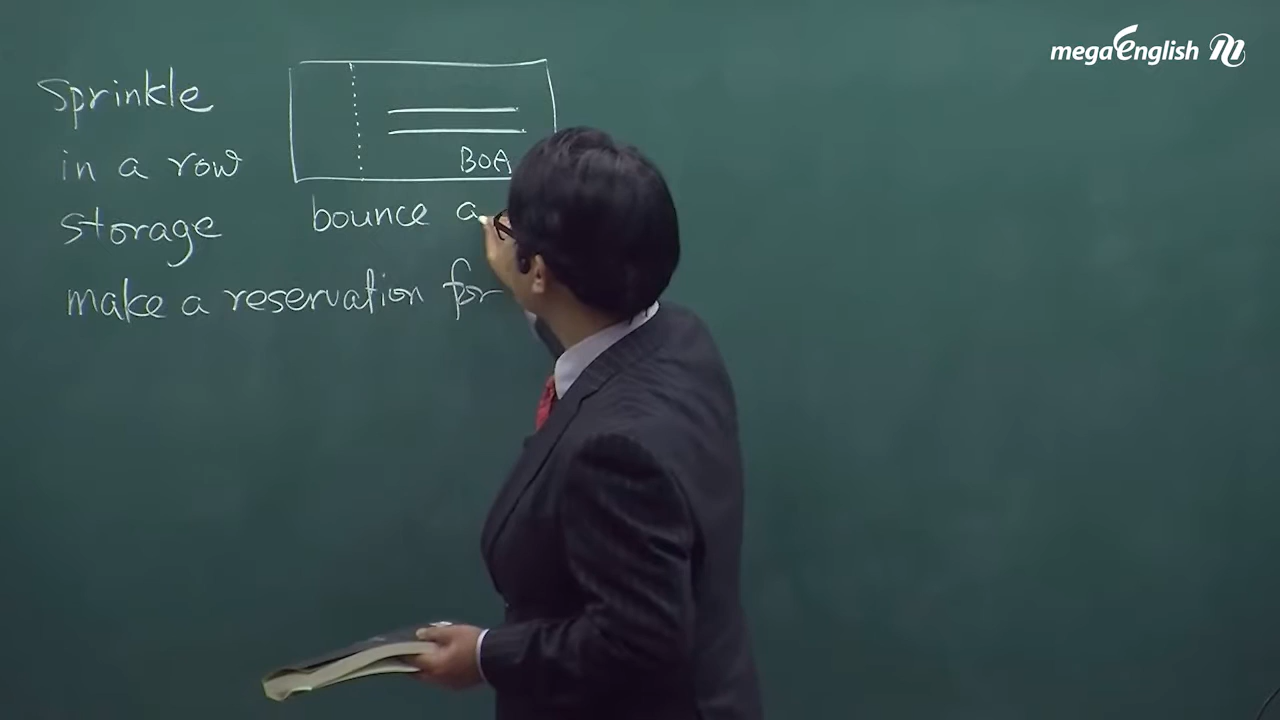 megaEnglish
Sprinkle
in a row
storage
make a reservation for
BOA
bounce a